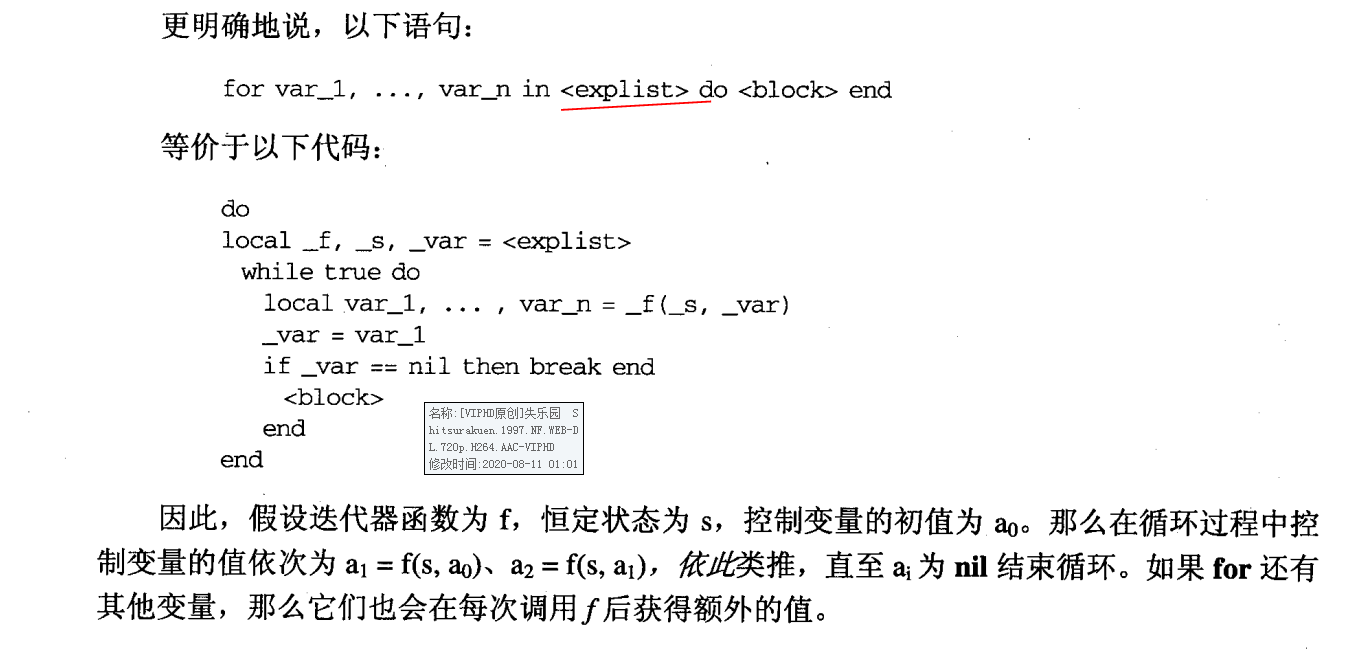 更明确地说，以下语句：
for var_1, ..., var_n in <explist> do <block> end
等价于以下代码：
do
local _f, _s, _var = <explist>
while true do
local var_1, ... , var_n = _f(_s, _var)
_var = var_1
if _var == nil then break end
<block>
end
end
名称:[VIPHD原创]失乐园 S
hitsurakuen.1997.NF.WEB-D
L.720p.H264.AAC-VIPHD
修改时间:2020-08-11 01:01
因此，假设迭代器函数为 f，恒定状态为 s，控制变量的初值为 a₀。那么在循环过程中控
制变量的值依次为 a₁ = f(s, a₀)、a₂ = f(s, a₁)，依此类推，直至 aᵢ 为 nil 结束循环。如果 for 还有
其他变量，那么它们也会在每次调用 f 后获得额外的值。